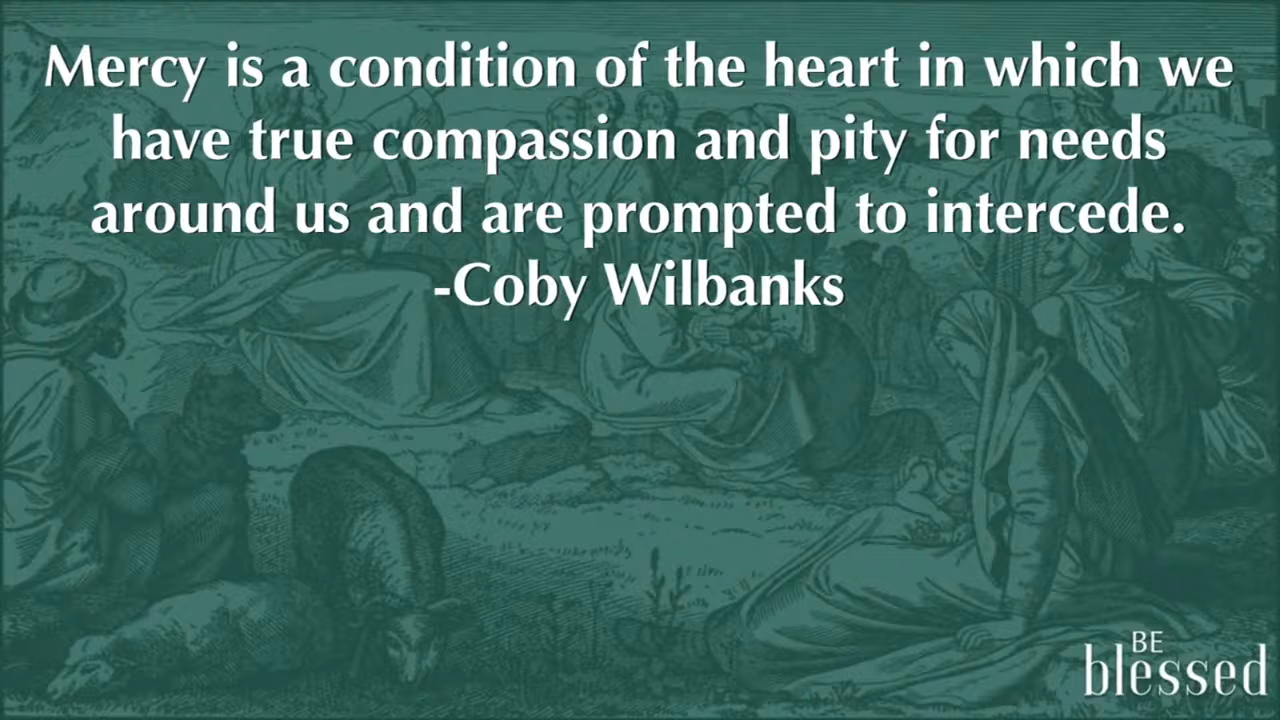 Mercy is a condition of the heart in which we
have true compassion and pity for needs
around us and are prompted to intercede.
-Coby Wilbanks
BE
blessed